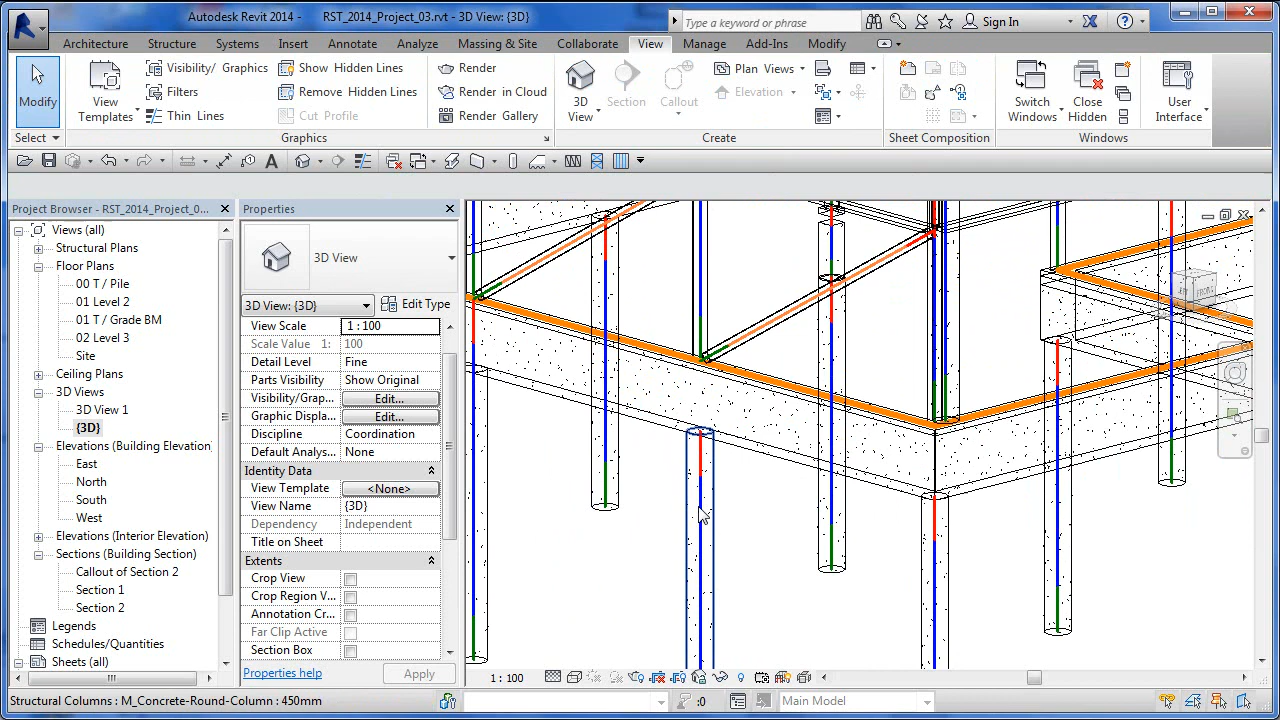 Autodesk Revit 2014 - RST_2014_Project_03.rvt - 3D View: {3D}
Type a keyword or phrase
Sign In
Architecture Structure Systems Insert Annotate Analyze Massing & Site Collaborate View Manage Add-Ins Modify
Modify
Select
View Templates
Visibility/ Graphics
Filters
Thin Lines
Show Hidden Lines
Remove Hidden Lines
Cut Profile
Render
Render in Cloud
Render Gallery
Graphics
3D View
Section
Callout
Plan Views
Elevation
Create
Sheet Composition
Switch Windows
Close Hidden
User Interface
Windows
Project Browser - RST_2014_Project_0...
Views (all)
Structural Plans
Floor Plans
00 T / Pile
01 Level 2
01 T / Grade BM
02 Level 3
Site
Ceiling Plans
3D Views
3D View 1
{3D}
Elevations (Building Elevation)
East
North
South
West
Elevations (Interior Elevation)
Sections (Building Section)
Callout of Section 2
Section 1
Section 2
Legends
Schedules/Quantities
Sheets (all)
Properties
3D View
3D View: {3D} Edit Type
View Scale 1 : 100
Scale Value 1: 100
Detail Level Fine
Parts Visibility Show Original
Visibility/Grap... Edit...
Graphic Displa... Edit...
Discipline Coordination
Default Analys... None
Identity Data
View Template <None>
View Name {3D}
Dependency Independent
Title on Sheet
Extents
Crop View
Crop Region V...
Annotation Cr...
Far Clip Active
Section Box
Properties help Apply
1 : 100
Structural Columns : M_Concrete-Round-Column : 450mm
:0
Main Model